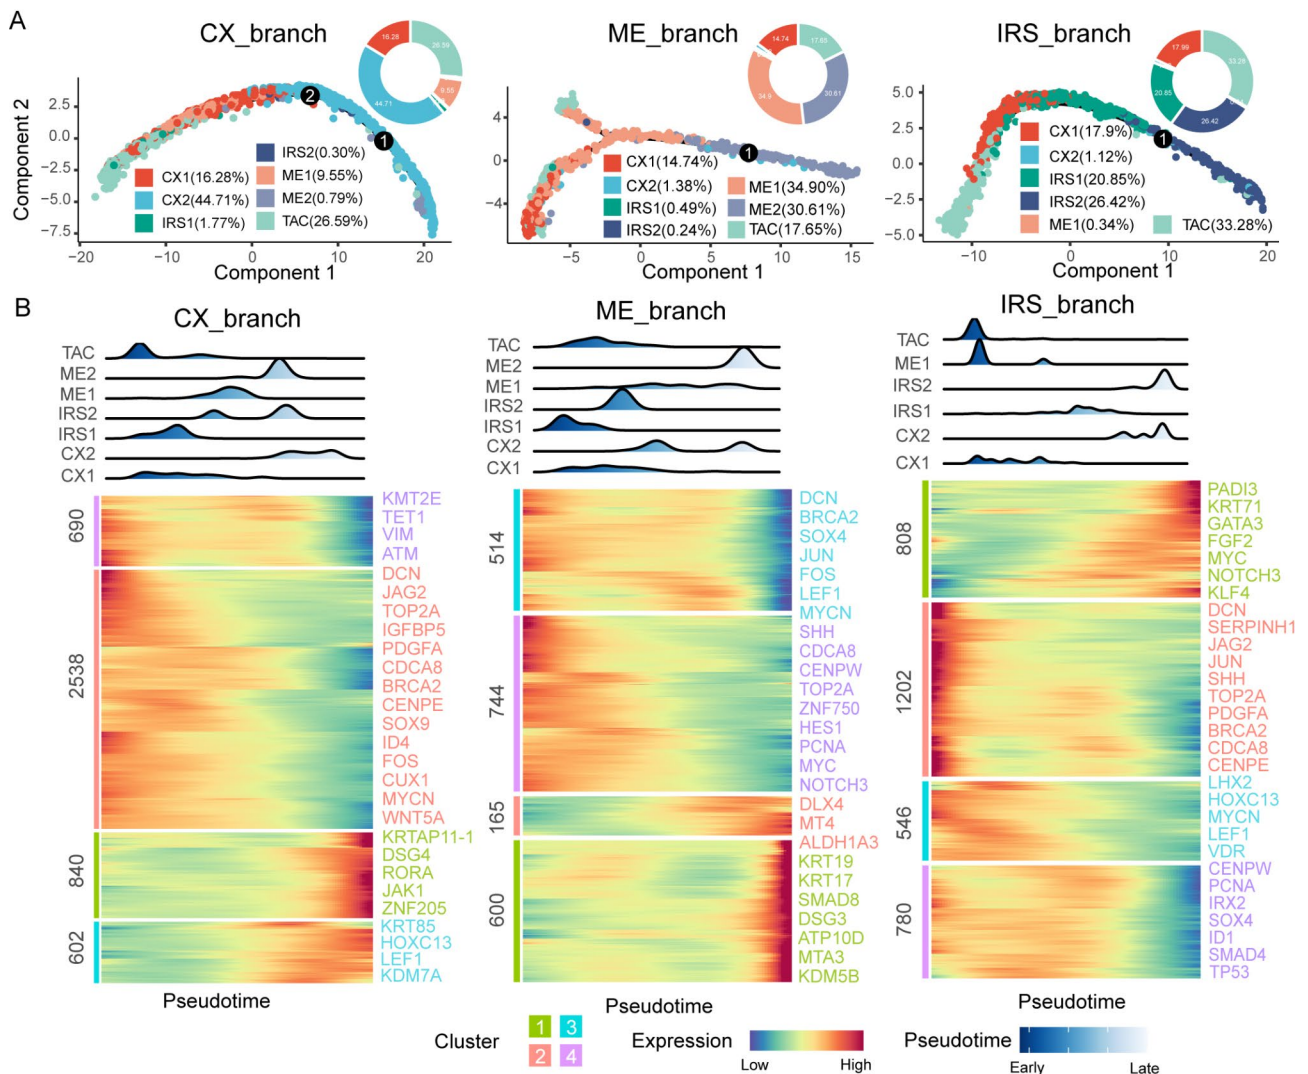 A
CX_branch
ME_branch
IRS_branch
16.28
26.39
9.55
44.71
14.74
17.65
34.9
30.61
17.99
33.28
20.85
26.42
Component 2
2.5
0.0
−2.5
−5.0
−7.5
2
1
CX1(16.28%)
CX2(44.71%)
IRS1(1.77%)
IRS2(0.30%)
ME1(9.55%)
ME2(0.79%)
TAC(26.59%)
−20
−10
0
10
20
Component 1
4
0
−4
1
CX1(14.74%)
CX2(1.38%)
IRS1(0.49%)
IRS2(0.24%)
ME1(34.90%)
ME2(30.61%)
TAC(17.65%)
−5
0
5
10
15
Component 1
5.0
2.5
0.0
−2.5
−5.0
1
CX1(17.9%)
CX2(1.12%)
IRS1(20.85%)
IRS2(26.42%)
ME1(0.34%)
TAC(33.28%)
−10
0
10
20
Component 1
B
CX_branch
TAC
ME2
ME1
IRS2
IRS1
CX2
CX1
690
KMT2E
TET1
VIM
ATM
2538
DCN
JAG2
TOP2A
IGFBP5
PDGFA
CDCA8
BRCA2
CENPE
SOX9
ID4
FOS
CUX1
MYCN
WNT5A
840
KRTAP11-1
DSG4
RORA
JAK1
ZNF205
602
KRT85
HOXC13
LEF1
KDM7A
Pseudotime
ME_branch
TAC
ME2
ME1
IRS2
IRS1
CX2
CX1
514
DCN
BRCA2
SOX4
JUN
FOS
LEF1
MYCN
744
SHH
CDCA8
CENPW
TOP2A
ZNF750
HES1
PCNA
MYC
NOTCH3
165
DLX4
MT4
ALDH1A3
600
KRT19
KRT17
SMAD8
DSG3
ATP10D
MTA3
KDM5B
Pseudotime
IRS_branch
TAC
ME1
IRS2
IRS1
CX2
CX1
808
PADI3
KRT71
GATA3
FGF2
MYC
NOTCH3
KLF4
1202
DCN
SERPINH1
JAG2
JUN
SHH
TOP2A
PDGFA
BRCA2
CDCA8
CENPE
546
LHX2
HOXC13
MYCN
LEF1
VDR
780
CENPW
PCNA
IRX2
SOX4
ID1
SMAD4
TP53
Pseudotime
Cluster
1
3
2
4
Expression
Low
High
Pseudotime
Early
Late